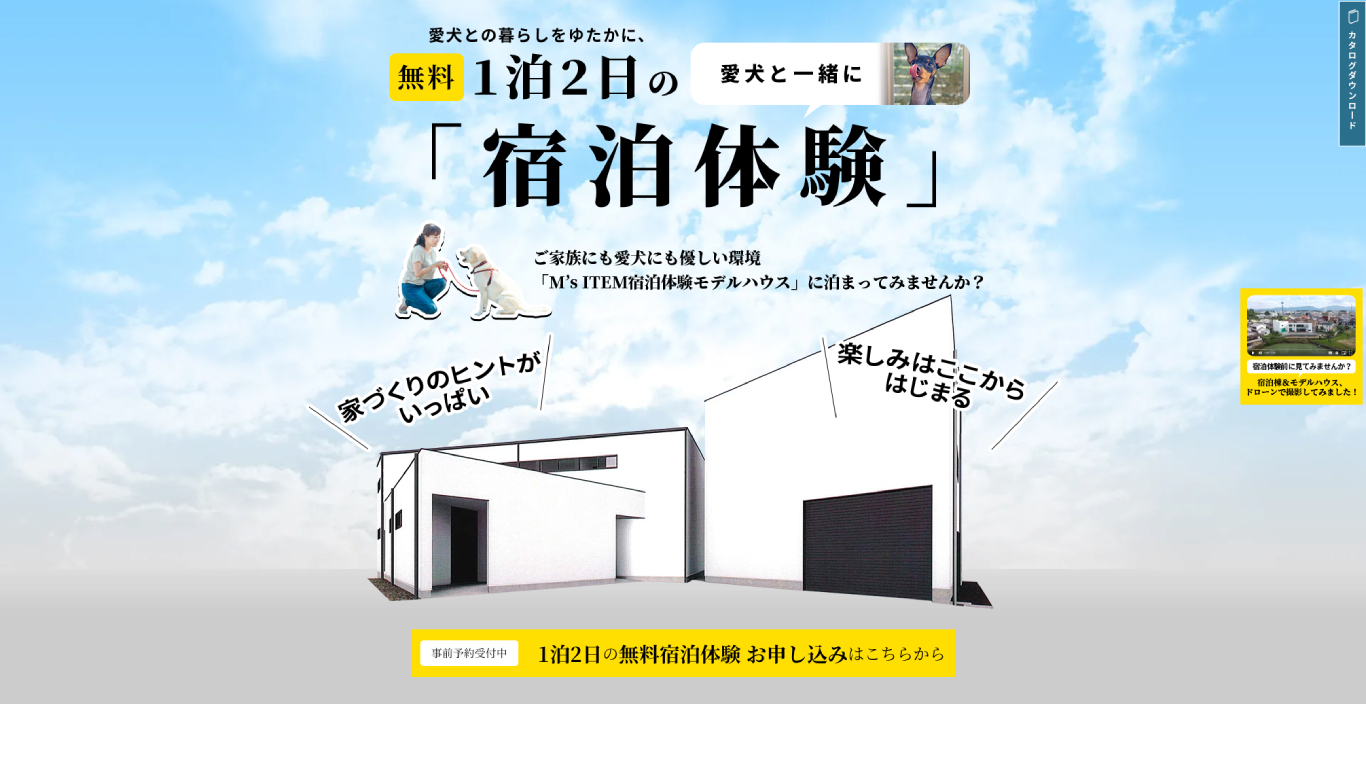 愛犬との暮らしをゆたかに、
無料 1泊2日の 愛犬と一緒に
「宿泊体験」
ご家族にも愛犬にも優しい環境
「M’s ITEM宿泊体験モデルハウス」に泊まってみませんか？
家づくりのヒントが
いっぱい
楽しみはここから
はじまる
事前予約受付中 1泊2日の無料宿泊体験 お申し込みはこちらから
カタログダウンロード
宿泊体験前に見てみませんか？
宿泊棟＆モデルハウス、
ドローンで撮影してみました！